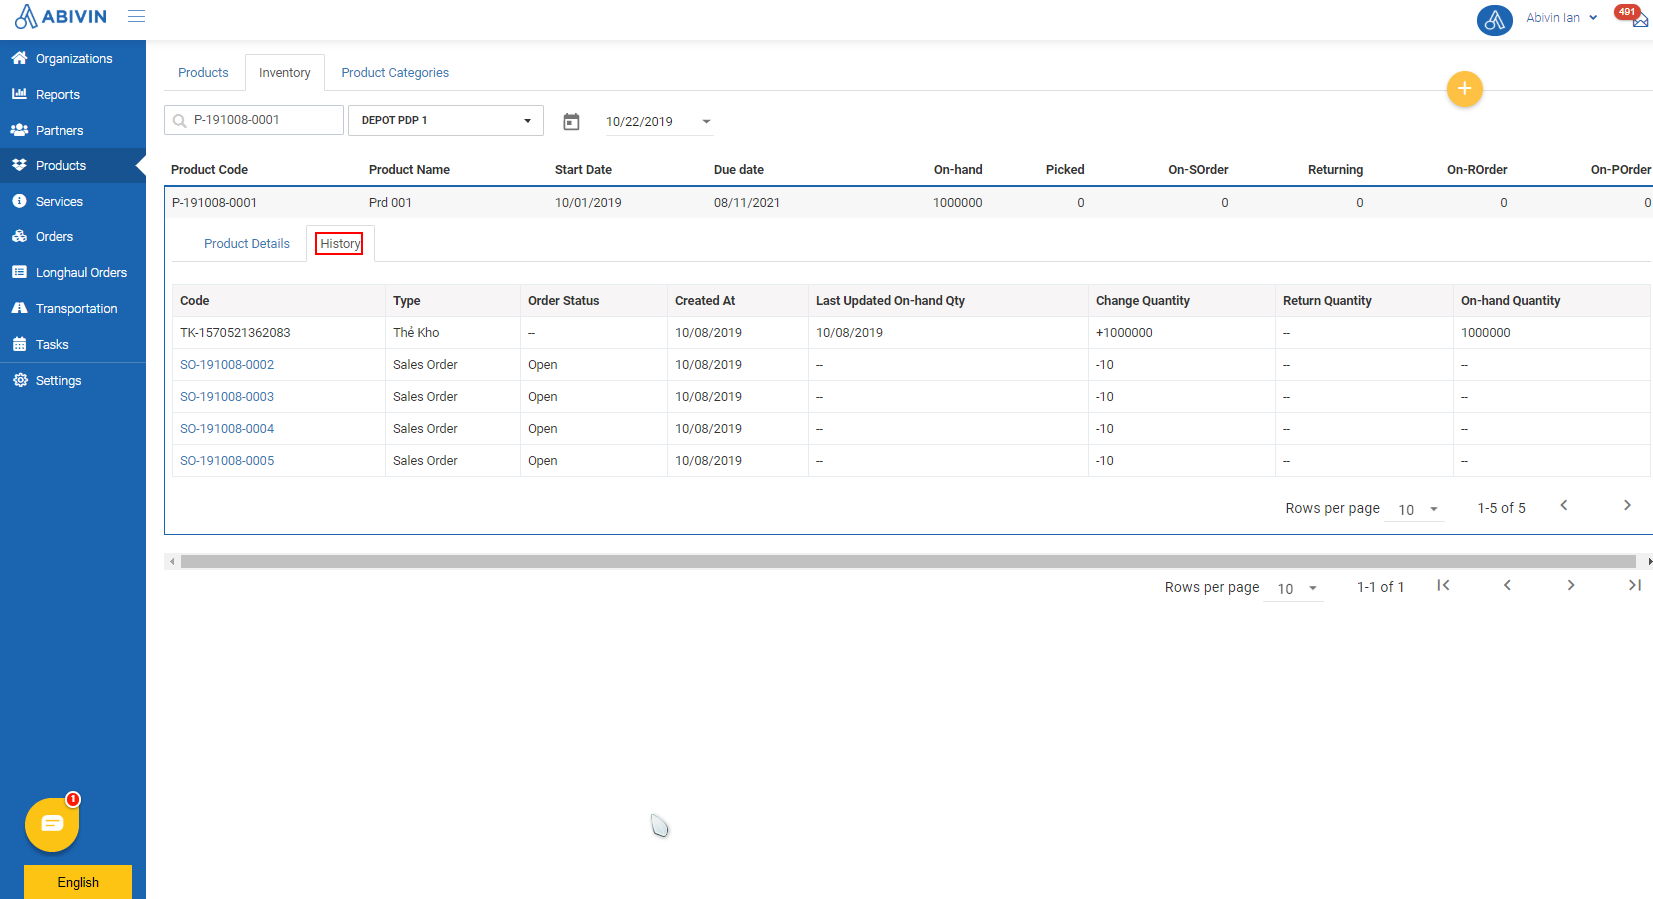 ABIVIN
Abivin Ian
491
Organizations
Reports
Partners
Products
Services
Orders
Longhaul Orders
Transportation
Tasks
Settings
Products Inventory Product Categories
+
P-191008-0001 DEPOT PDP 1 10/22/2019
Product Code Product Name Start Date Due date On-hand Picked On-SOrder Returning On-ROrder On-POrder
P-191008-0001 Prd 001 10/01/2019 08/11/2021 1000000 0 0 0 0 0
Product Details History
Code Type Order Status Created At Last Updated On-hand Qty Change Quantity Return Quantity On-hand Quantity
TK-1570521362083 Thẻ Kho -- 10/08/2019 10/08/2019 +1000000 -- 1000000
SO-191008-0002 Sales Order Open 10/08/2019 -- -10 -- --
SO-191008-0003 Sales Order Open 10/08/2019 -- -10 -- --
SO-191008-0004 Sales Order Open 10/08/2019 -- -10 -- --
SO-191008-0005 Sales Order Open 10/08/2019 -- -10 -- --
Rows per page 10 1-5 of 5
Rows per page 10 1-1 of 1
1
English